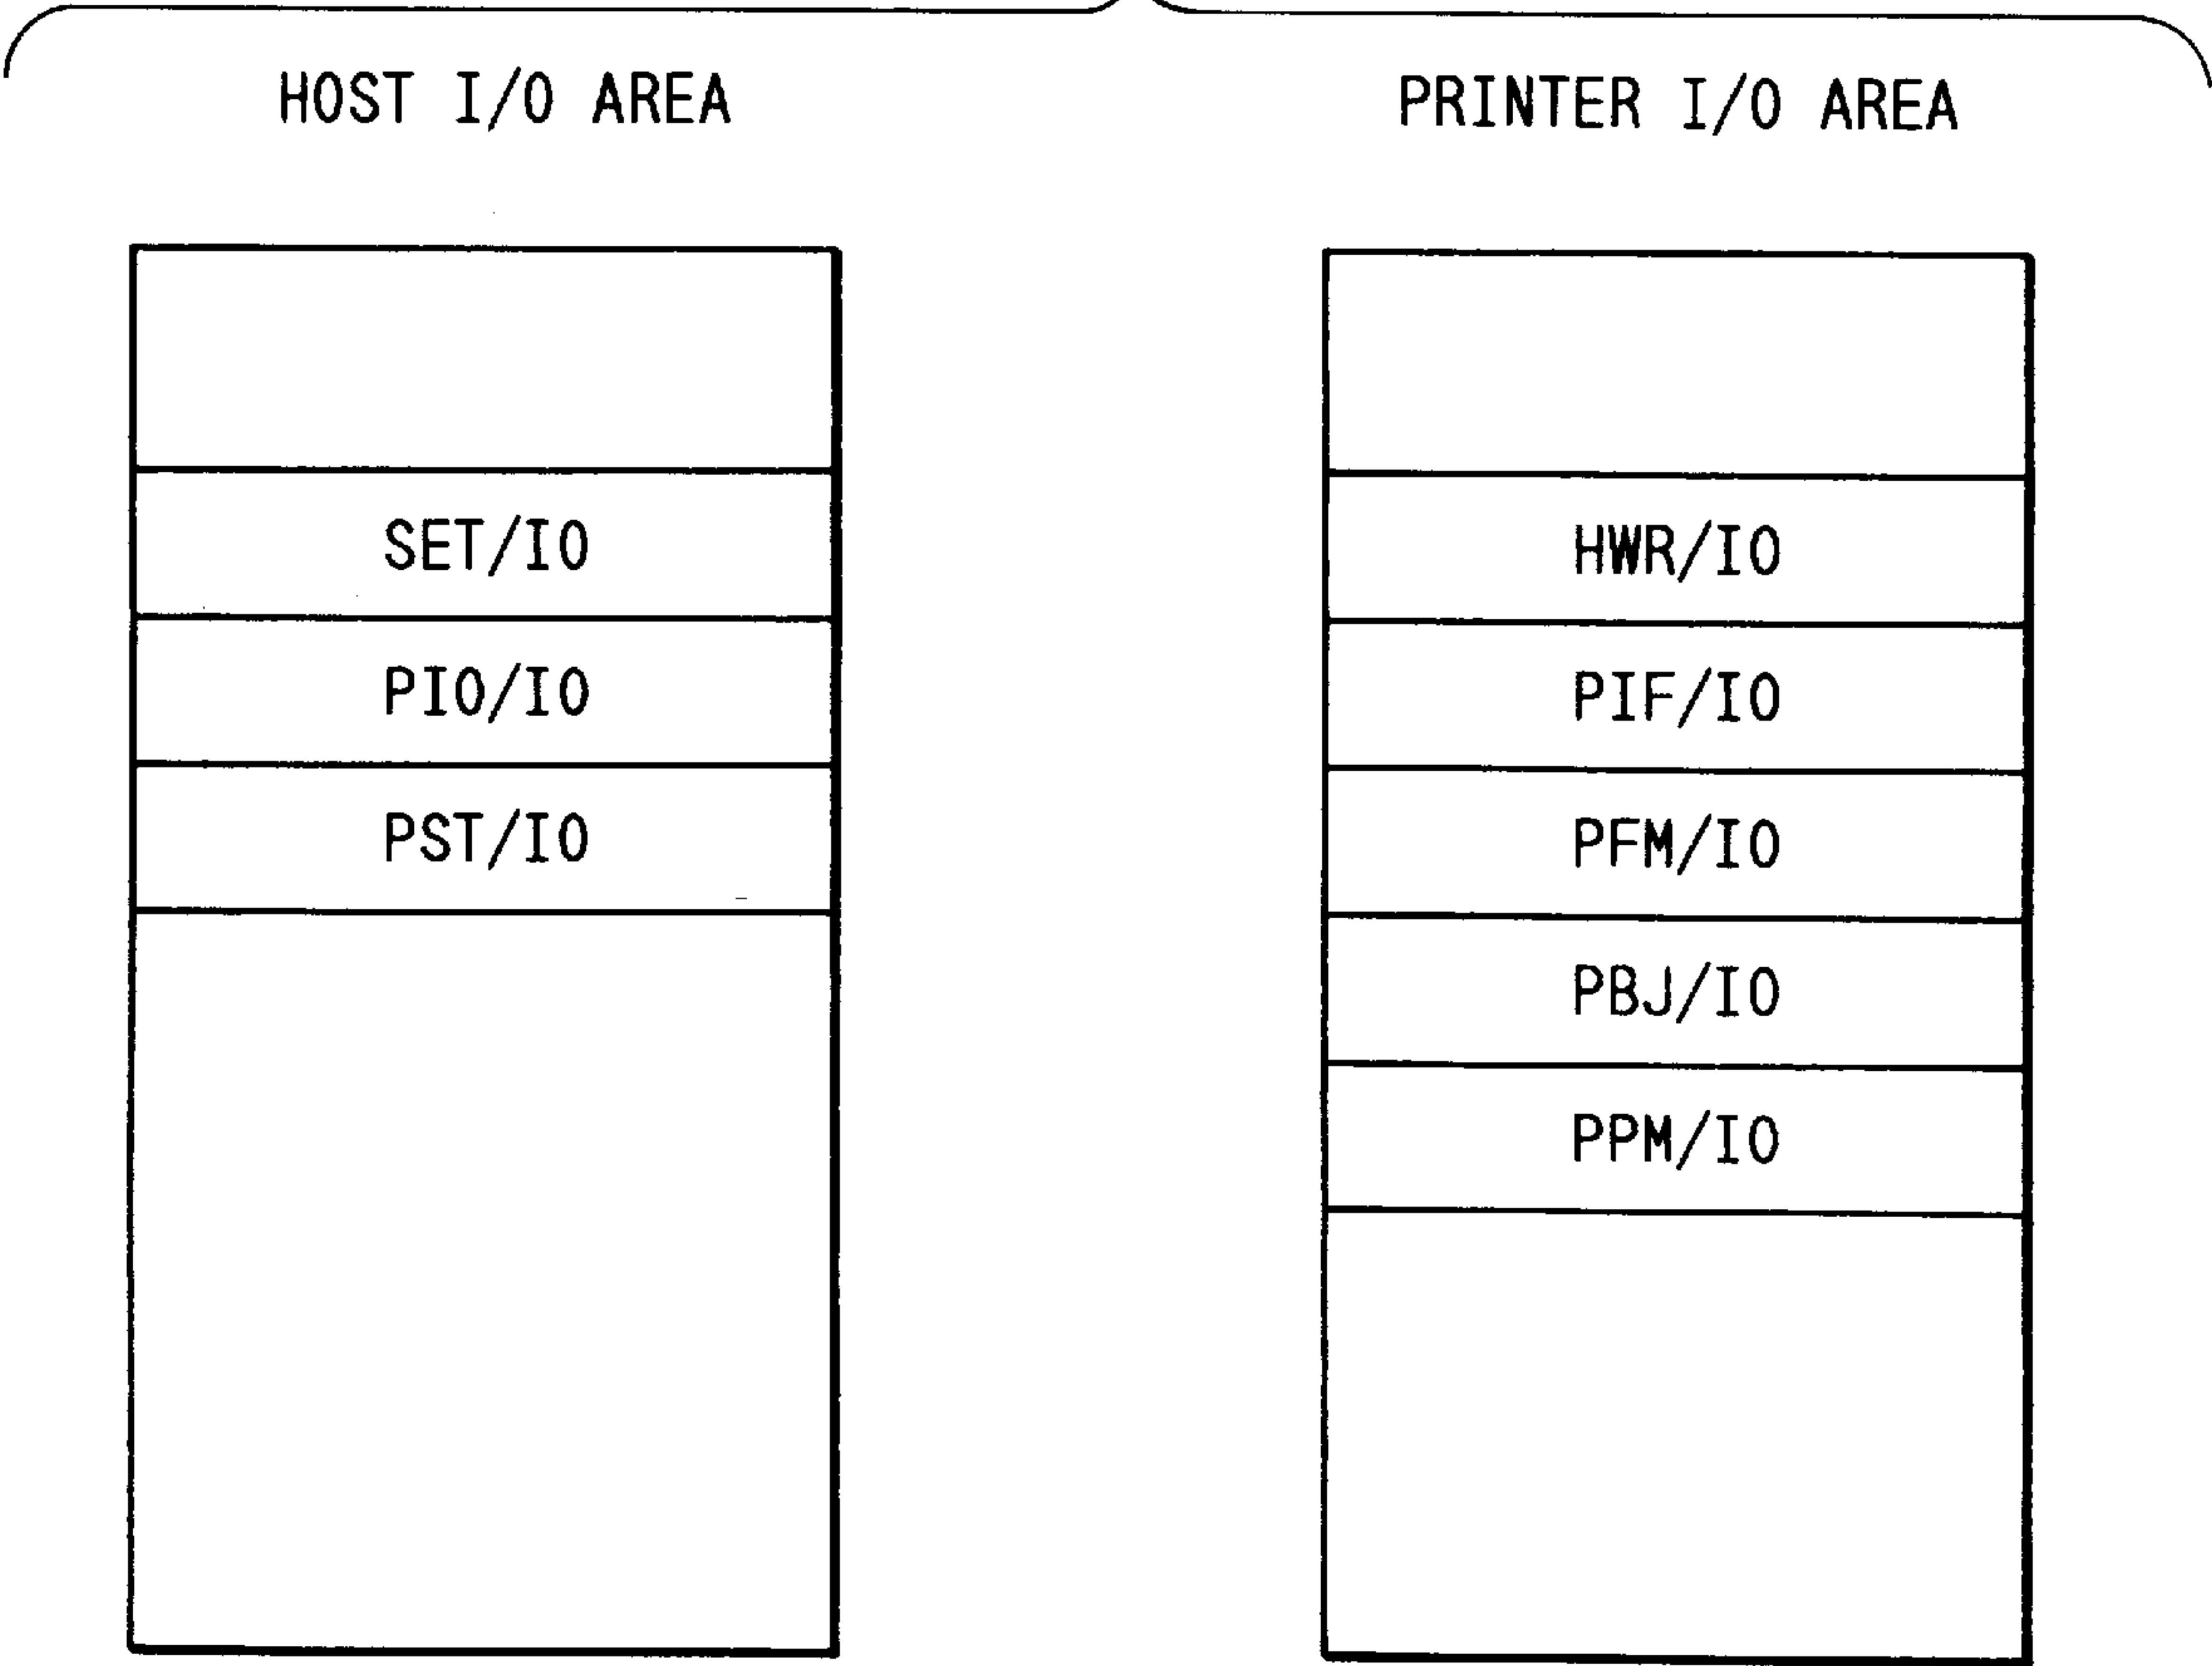 HOST I/O AREA
SET/IO
PIO/IO
PST/IO
PRINTER I/O AREA
HWR/IO
PIF/IO
PFM/IO
PBJ/IO
PPM/IO